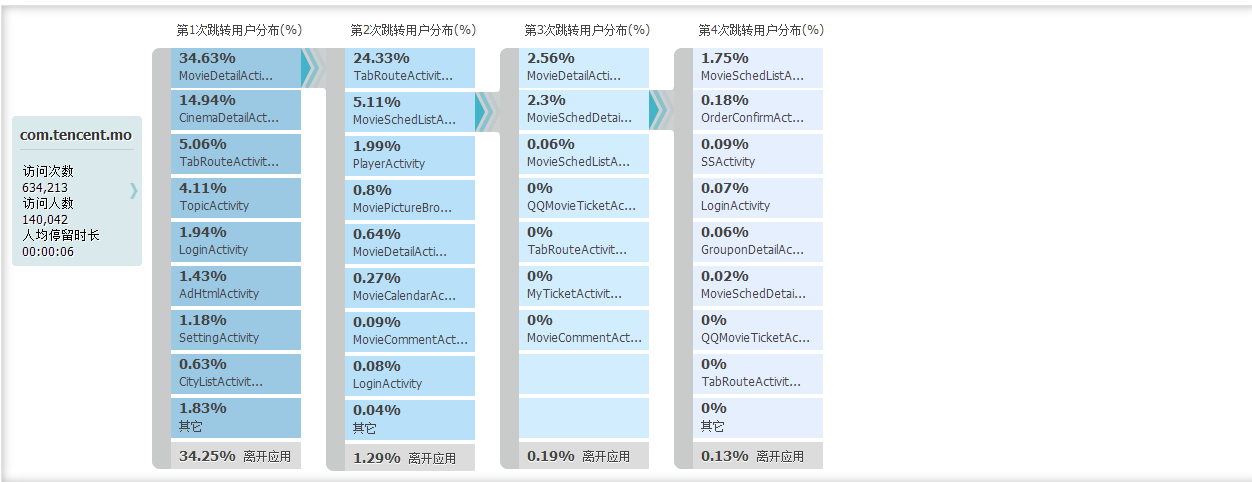 第1次跳转用户分布(%)
第2次跳转用户分布(%)
第3次跳转用户分布(%)
第4次跳转用户分布(%)
com.tencent.mo
访问次数
634,213
访问人数
140,042
人均停留时长
00:00:06
34.63%
MovieDetailActi...
14.94%
CinemaDetailAct...
5.06%
TabRouteActivit...
4.11%
TopicActivity
1.94%
LoginActivity
1.43%
AdHtmlActivity
1.18%
SettingActivity
0.63%
CityListActivit...
1.83%
其它
34.25% 离开应用
24.33%
TabRouteActivit...
5.11%
MovieSchedListA...
1.99%
PlayerActivity
0.8%
MoviePictureBro...
0.64%
MovieDetailActi...
0.27%
MovieCalendarAc...
0.09%
MovieCommentAct...
0.08%
LoginActivity
0.04%
其它
1.29% 离开应用
2.56%
MovieDetailActi...
2.3%
MovieSchedDetai...
0.06%
MovieSchedListA...
0%
QQMovieTicketAc...
0%
TabRouteActivit...
0%
MyTicketActivit...
0%
MovieCommentAct...
0.19% 离开应用
1.75%
MovieSchedListA...
0.18%
OrderConfirmAct...
0.09%
SSActivity
0.07%
LoginActivity
0.06%
GrouponDetailAc...
0.02%
MovieSchedDetai...
0%
QQMovieTicketAc...
0%
TabRouteActivit...
0%
其它
0.13% 离开应用